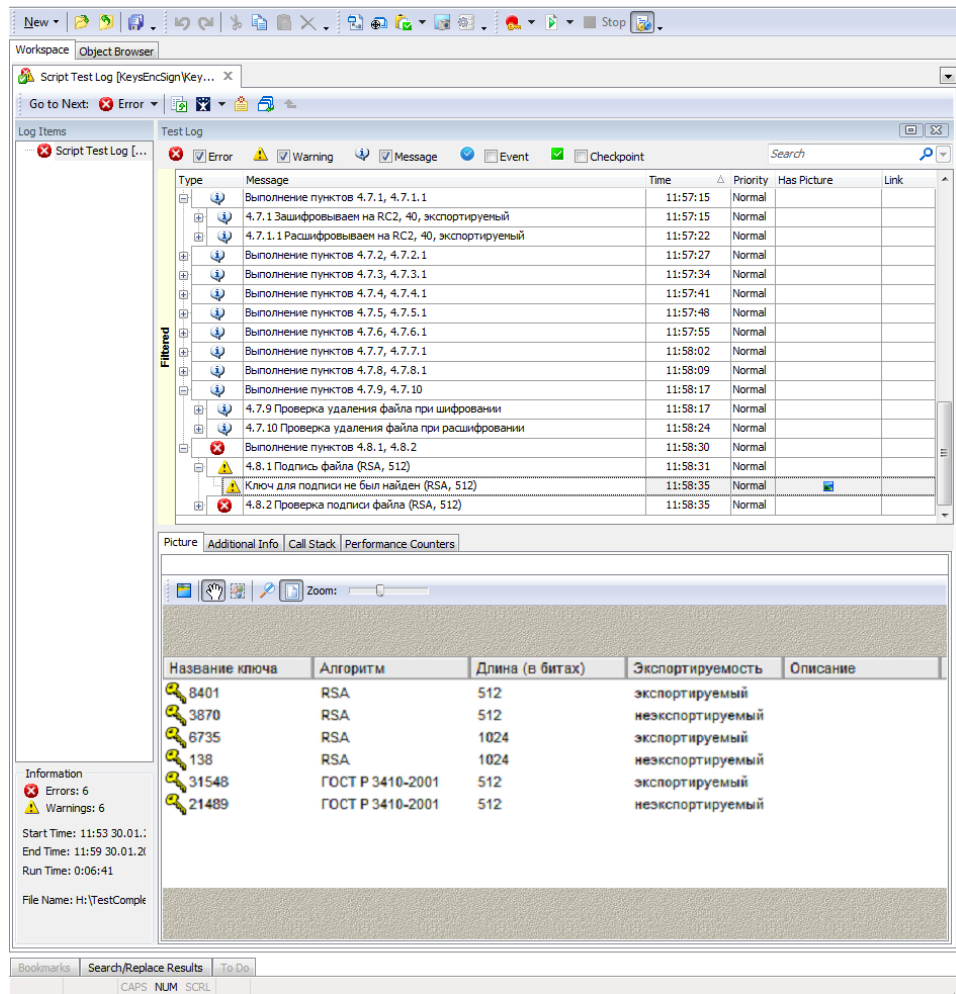 New Stop
Workspace Object Browser
Script Test Log [KeysEncSign\Key... X
Go to Next: Error
Log Items Test Log
Script Test Log [...
Error Warning Message Event Checkpoint Search
Type Message Time Priority Has Picture Link
Выполнение пунктов 4.7.1, 4.7.1.1 11:57:15 Normal
4.7.1 Зашифровываем на RC2, 40, экспортируемый 11:57:15 Normal
4.7.1.1 Расшифровываем на RC2, 40, экспортируемый 11:57:22 Normal
Выполнение пунктов 4.7.2, 4.7.2.1 11:57:27 Normal
Выполнение пунктов 4.7.3, 4.7.3.1 11:57:34 Normal
Выполнение пунктов 4.7.4, 4.7.4.1 11:57:41 Normal
Выполнение пунктов 4.7.5, 4.7.5.1 11:57:48 Normal
Выполнение пунктов 4.7.6, 4.7.6.1 11:57:55 Normal
Выполнение пунктов 4.7.7, 4.7.7.1 11:58:02 Normal
Выполнение пунктов 4.7.8, 4.7.8.1 11:58:09 Normal
Выполнение пунктов 4.7.9, 4.7.10 11:58:17 Normal
4.7.9 Проверка удаления файла при шифровании 11:58:17 Normal
4.7.10 Проверка удаления файла при расшифровании 11:58:24 Normal
Выполнение пунктов 4.8.1, 4.8.2 11:58:30 Normal
4.8.1 Подпись файла (RSA, 512) 11:58:31 Normal
Ключ для подписи не был найден (RSA, 512) 11:58:35 Normal
4.8.2 Проверка подписи файла (RSA, 512) 11:58:35 Normal
Filtered
Picture Additional Info Call Stack Performance Counters
Zoom:
Название ключа Алгоритм Длина (в битах) Экспортируемость Описание
8401 RSA 512 экспортируемый
3870 RSA 512 неэкспортируемый
6735 RSA 1024 экспортируемый
138 RSA 1024 неэкспортируемый
31548 ГОСТ Р 3410-2001 512 экспортируемый
21489 ГОСТ Р 3410-2001 512 неэкспортируемый
Information
Errors: 6
Warnings: 6
Start Time: 11:53 30.01.
End Time: 11:59 30.01.20
Run Time: 0:06:41
File Name: H:\TestComple
Bookmarks Search/Replace Results To Do
CAPS NUM SCRL